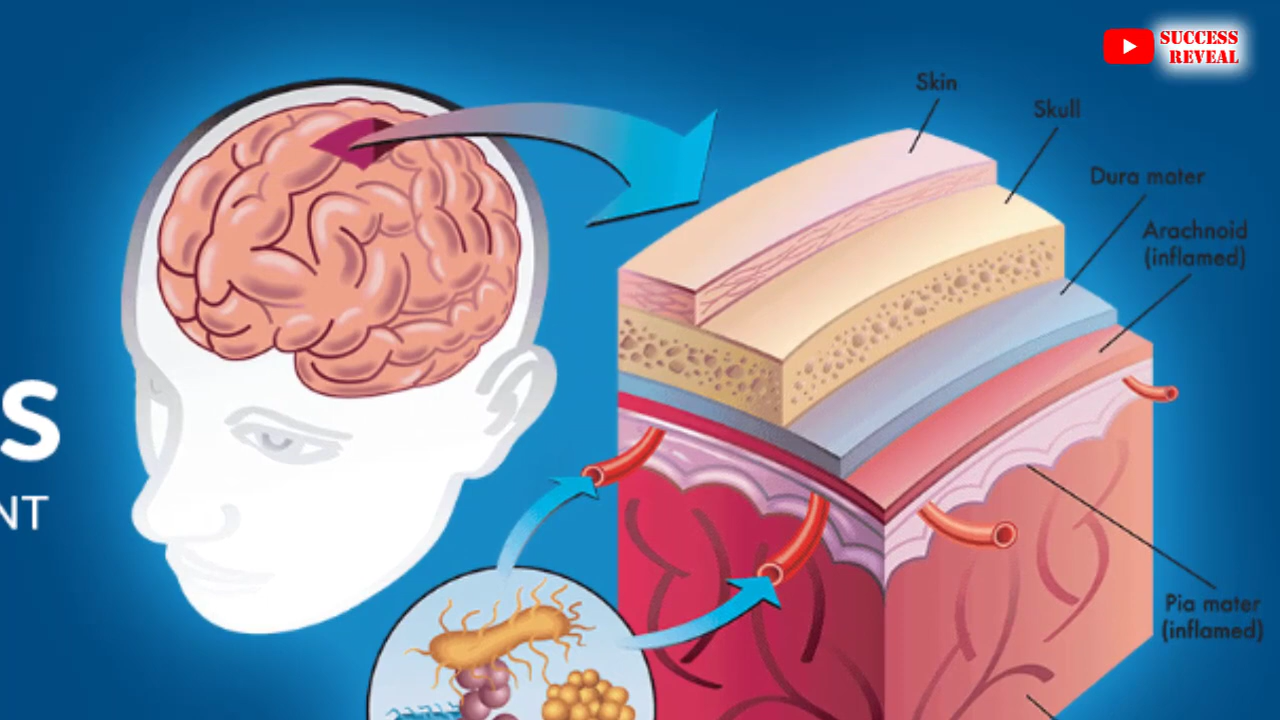 SUCCESS
REVEAL
Skin
Skull
Dura mater
Arachnoid
(inflamed)
S
NT
Pia mater
(inflamed)